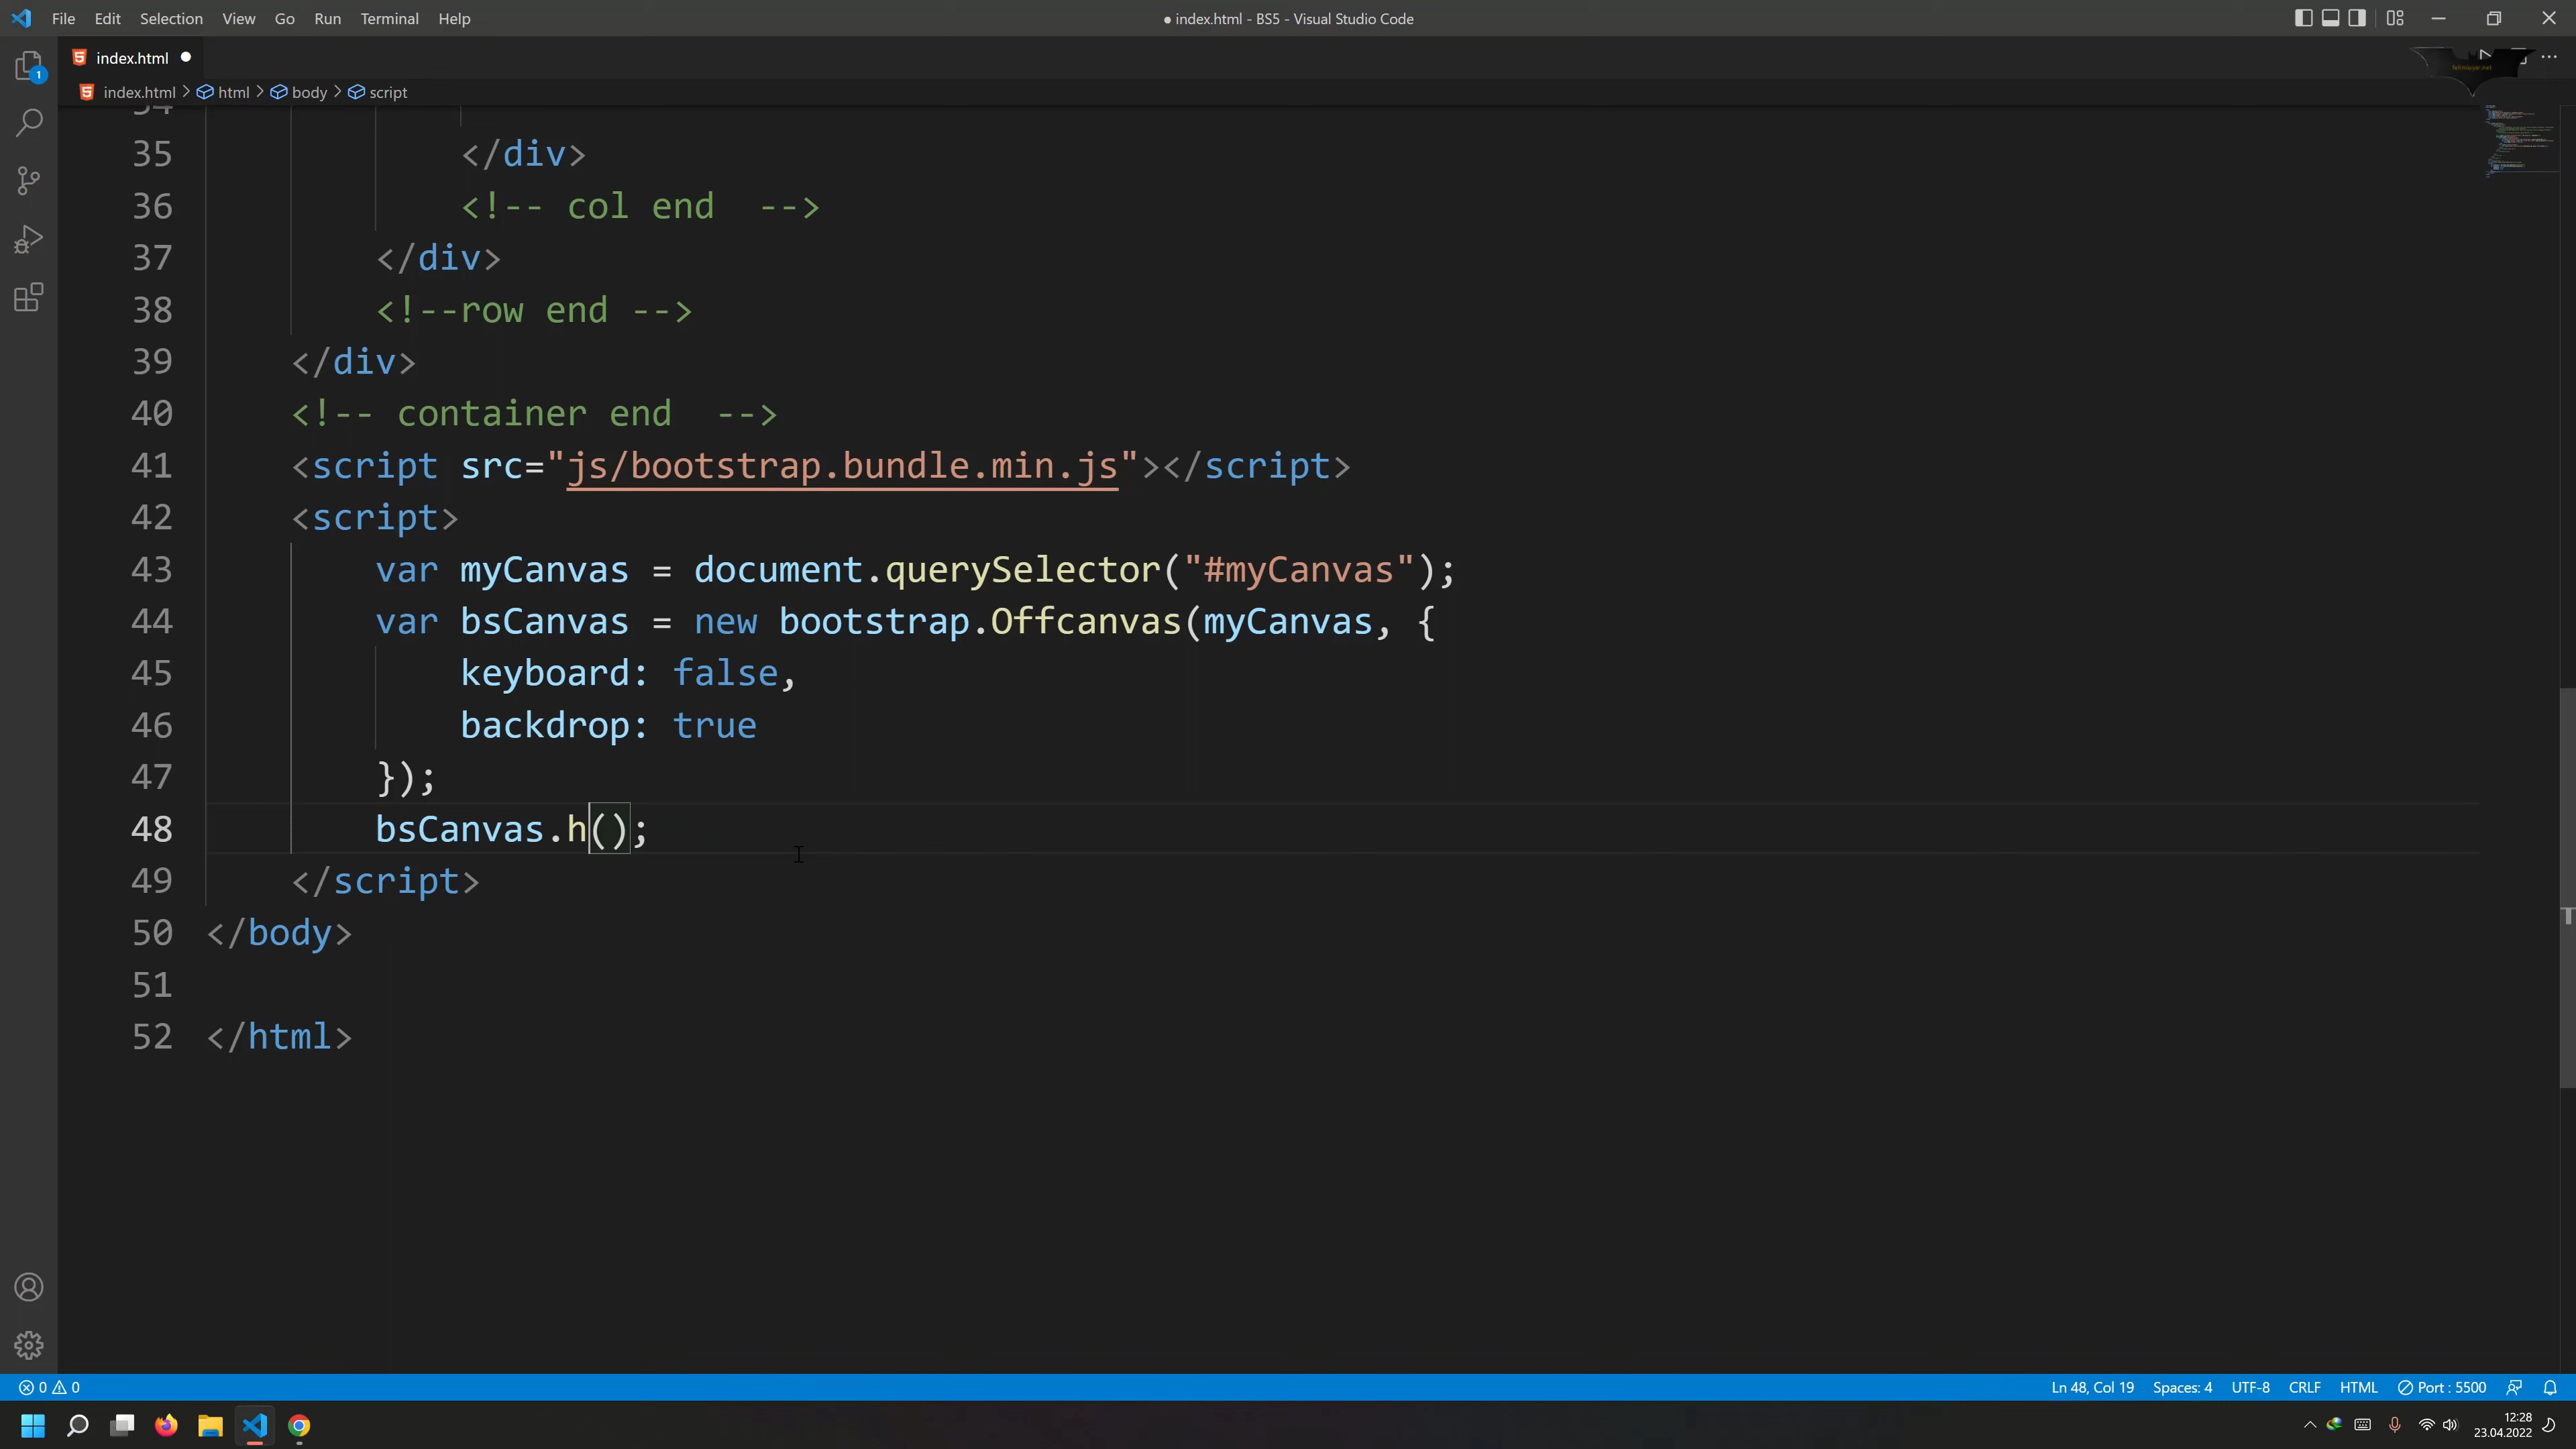 File Edit Selection View Go Run Terminal Help
● index.html - BS5 - Visual Studio Code
index.html
1
index.html > html > body > script
35 </div>
36 <!-- col end  -->
37 </div>
38 <!--row end -->
39 </div>
40 <!-- container end  -->
41 <script src="js/bootstrap.bundle.min.js"></script>
42 <script>
43 var myCanvas = document.querySelector("#myCanvas");
44 var bsCanvas = new bootstrap.Offcanvas(myCanvas, {
45 keyboard: false,
46 backdrop: true
47 });
48 bsCanvas.h();
49 </script>
50 </body>
51
52 </html>
0 0 Ln 48, Col 19 Spaces: 4 UTF-8 CRLF HTML Port : 5500
12:28
23.04.2022